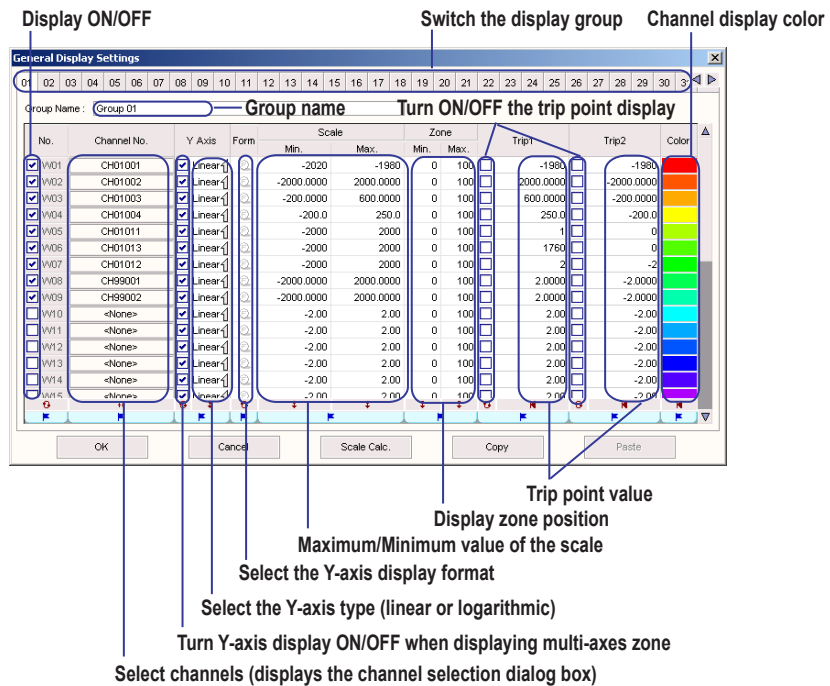 Display ON/OFF
Switch the display group
Channel display color
General Display Settings
01 02 03 04 05 06 07 08 09 10 11 12 13 14 15 16 17 18 19 20 21 22 23 24 25 26 27 28 29 30 31
Group Name : Group 01
Group name
Turn ON/OFF the trip point display
No. Channel No. Y Axis Form Scale Zone Trip1 Trip2 Color
Min. Max. Min. Max.
W01 CH01001 Linear -2020 -1980 0 100 -1980 -1980
W02 CH01002 Linear -2000.0000 2000.0000 0 100 2000.0000 -2000.0000
W03 CH01003 Linear -200.0000 600.0000 0 100 600.0000 -200.0000
W04 CH01004 Linear -200.0 250.0 0 100 250.0 -200.0
W05 CH01011 Linear -2000 2000 0 100 1 0
W06 CH01013 Linear -2000 2000 0 100 1760 0
W07 CH01012 Linear -2000 2000 0 100 2 -2
W08 CH99001 Linear -2000.0000 2000.0000 0 100 2.0000 -2.0000
W09 CH99002 Linear -2000.0000 2000.0000 0 100 2.0000 -2.0000
W10 <None> Linear -2.00 2.00 0 100 2.00 -2.00
W11 <None> Linear -2.00 2.00 0 100 2.00 -2.00
W12 <None> Linear -2.00 2.00 0 100 2.00 -2.00
W13 <None> Linear -2.00 2.00 0 100 2.00 -2.00
W14 <None> Linear -2.00 2.00 0 100 2.00 -2.00
W15 <None> Linear -2.00 2.00 0 100 2.00 -2.00
OK Cancel Scale Calc. Copy Paste
Trip point value
Display zone position
Maximum/Minimum value of the scale
Select the Y-axis display format
Select the Y-axis type (linear or logarithmic)
Turn Y-axis display ON/OFF when displaying multi-axes zone
Select channels (displays the channel selection dialog box)